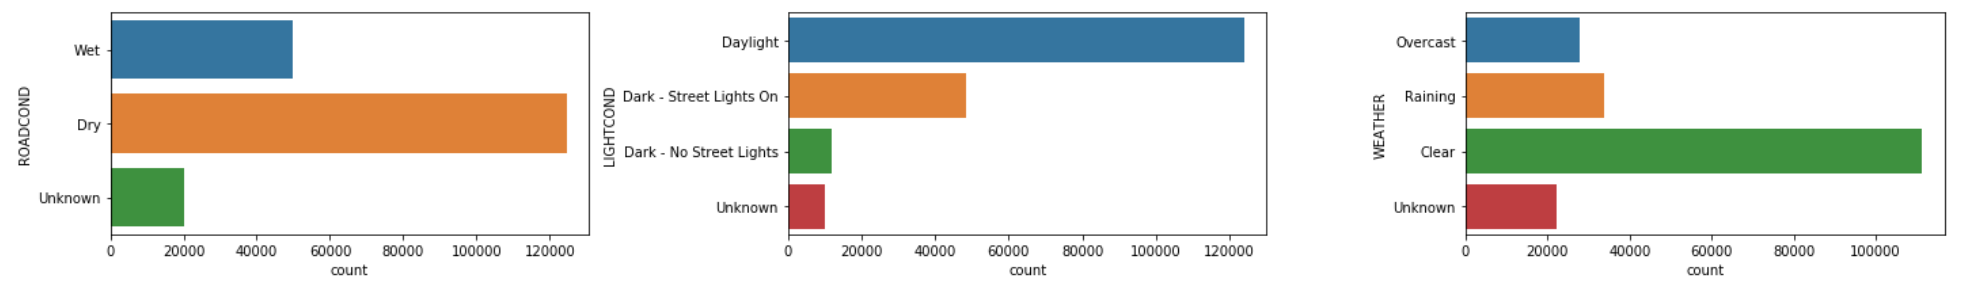 ROADCOND
Wet
Dry
Unknown
0 20000 40000 60000 80000 100000 120000
count
LIGHTCOND
Daylight
Dark - Street Lights On
Dark - No Street Lights
Unknown
0 20000 40000 60000 80000 100000 120000
count
WEATHER
Overcast
Raining
Clear
Unknown
0 20000 40000 60000 80000 100000
count